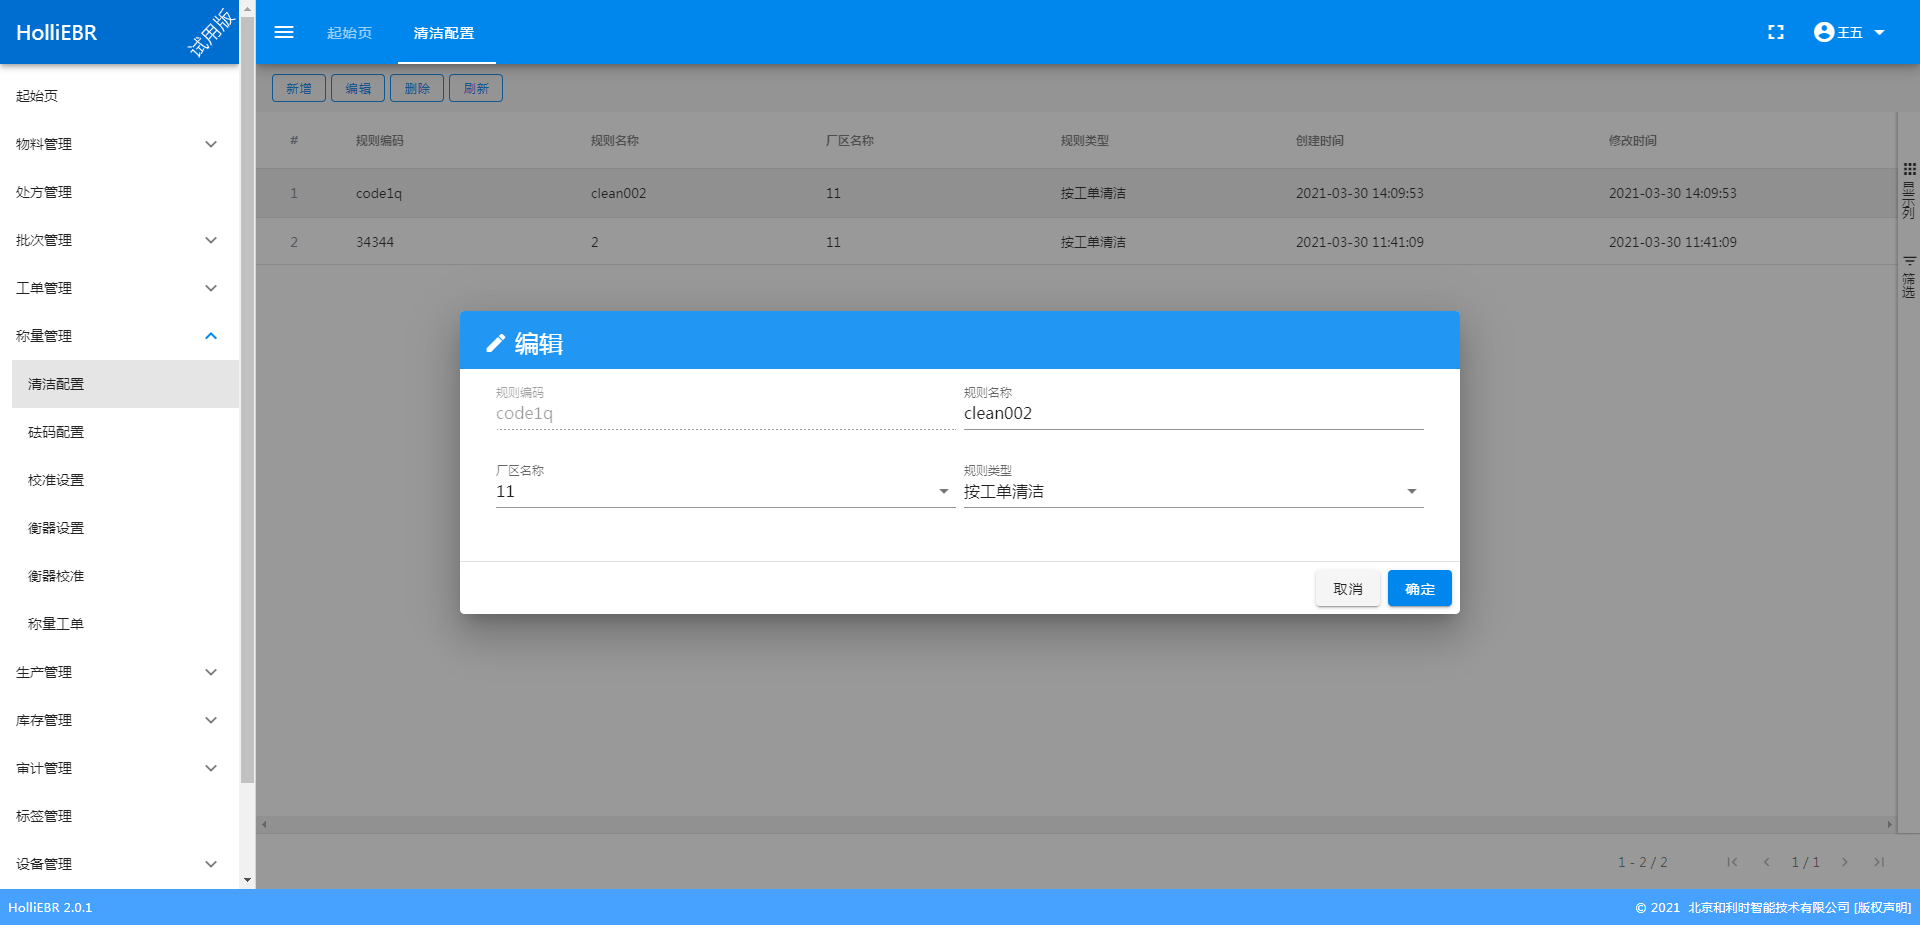 HolliEBR
试用版
起始页
清洁配置
王五
起始页
物料管理
处方管理
批次管理
工单管理
称量管理
清洁配置
砝码配置
校准设置
衡器设置
衡器校准
称量工单
生产管理
库存管理
审计管理
标签管理
设备管理
新增
编辑
删除
刷新
# 规则编码 规则名称 厂区名称 规则类型 创建时间 修改时间
1 code1q clean002 11 按工单清洁 2021-03-30 14:09:53 2021-03-30 14:09:53
2 34344 2 11 按工单清洁 2021-03-30 11:41:09 2021-03-30 11:41:09
显示列
筛选
编辑
规则编码
code1q
规则名称
clean002
厂区名称
11
规则类型
按工单清洁
取消
确定
1 - 2 / 2
1 / 1
HolliEBR 2.0.1
© 2021 北京和利时智能技术有限公司 [版权声明]